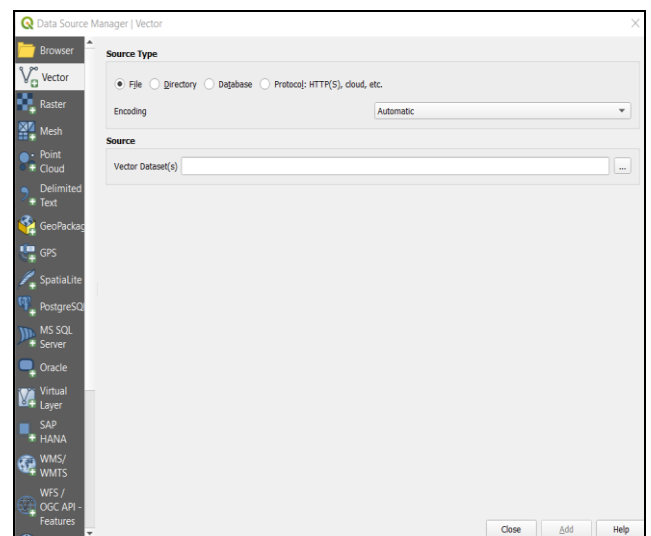 Data Source Manager | Vector
Browser
Vector
Raster
Mesh
Point
Cloud
Delimited
Text
GeoPackag
GPS
SpatiaLite
PostgreSQ
MS SQL
Server
Oracle
Virtual
Layer
SAP
HANA
WMS/
WMTS
WFS /
OGC API -
Features
Source Type
File Directory Database Protocol: HTTP(S), cloud, etc.
Encoding Automatic
Source
Vector Dataset(s) ...
Close Add Help